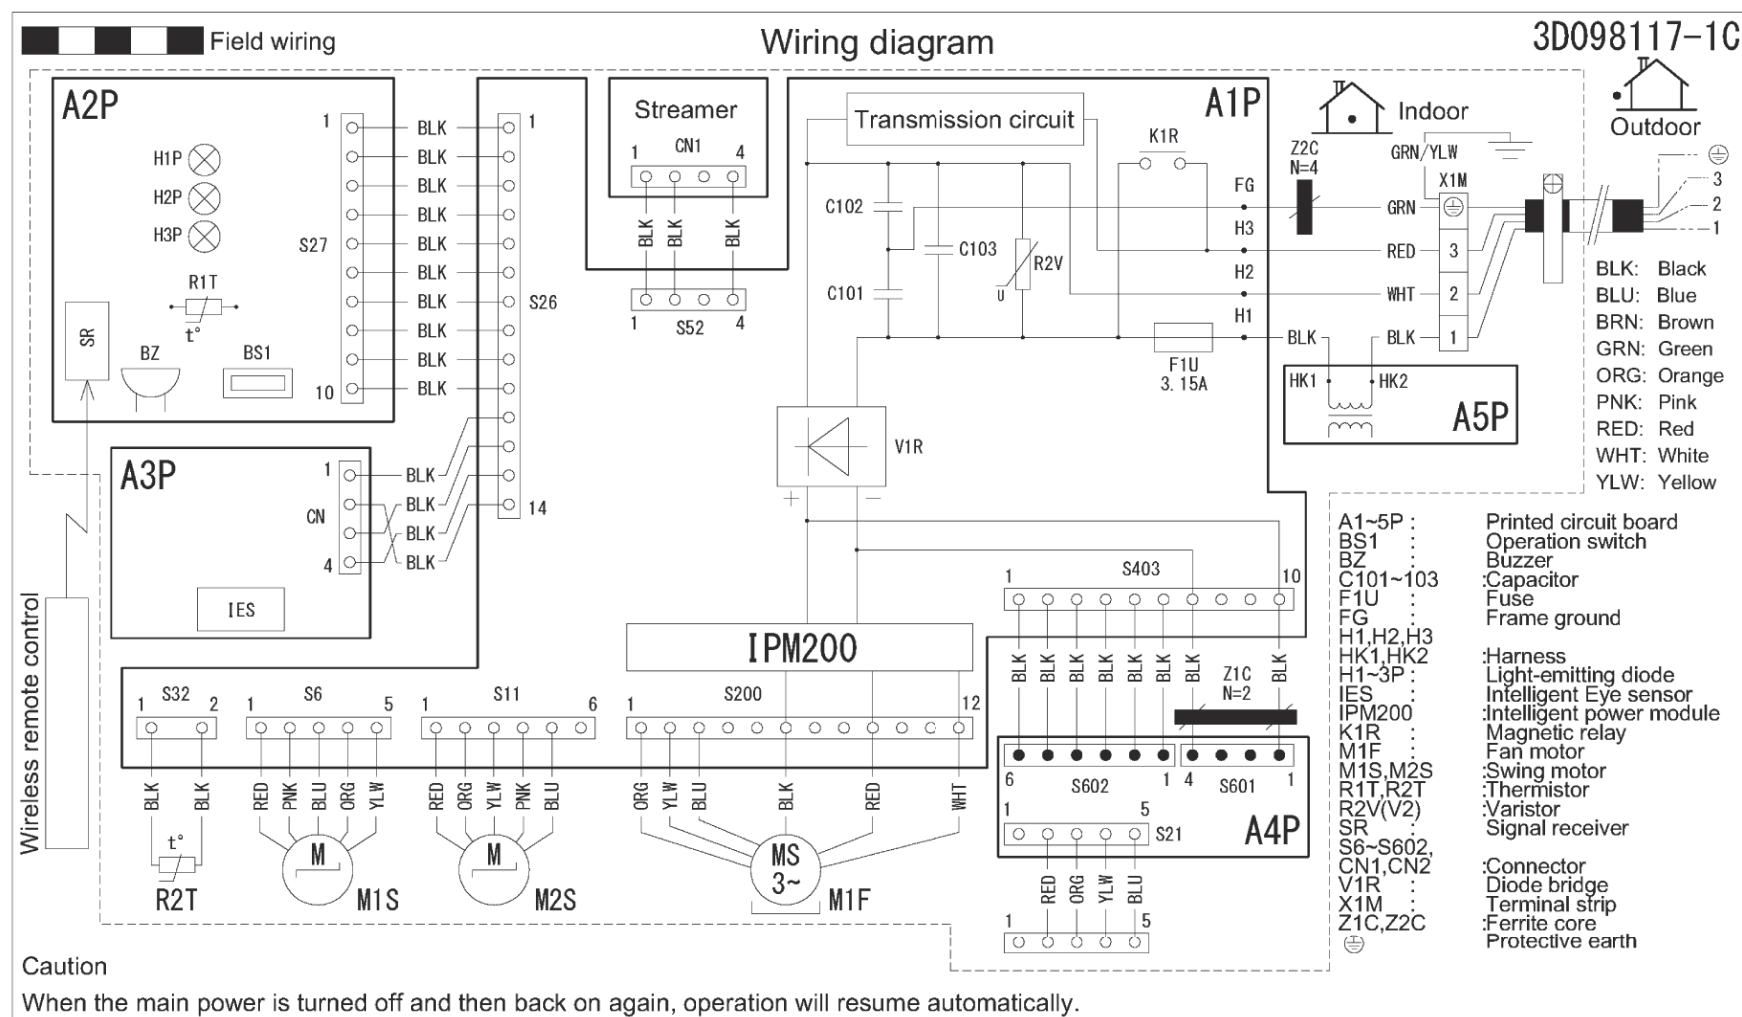 Field wiring
Wiring diagram
3D098117-1C
A2P
H1P
H2P
H3P
R1T
t°
SR
BZ
BS1
1
S27
10
BLK
BLK
BLK
BLK
BLK
BLK
BLK
BLK
BLK
BLK
1
S26
14
Streamer
CN1
1 4
BLK BLK BLK
1 S52 4
Transmission circuit
A1P
K1R
C102
C103
C101
R2V
U
FG
H3
H2
H1
F1U
3.15A
V1R
+ −
Z2C
N=4
Indoor
Outdoor
GRN/YLW
X1M
GRN
RED 3
WHT 2
BLK BLK 1
3
2
1
HK1 HK2
A5P
BLK: Black
BLU: Blue
BRN: Brown
GRN: Green
ORG: Orange
PNK: Pink
RED: Red
WHT: White
YLW: Yellow
A3P
1
CN
4
IES
BLK
BLK
BLK
BLK
Wireless remote control
IPM200
1 S403 10
BLK BLK BLK BLK BLK BLK BLK BLK
Z1C
N=2
6 S602 1
4 S601 1
A4P
1 5
S21
RED ORG YLW BLU
1 5
1 S32 2
1 S6 5
1 S11 6
1 S200 12
BLK BLK
RED PNK BLU ORG YLW
RED ORG YLW PNK BLU
ORG YLW BLU BLK RED WHT
t°
R2T
M
M1S
M
M2S
MS
3~
M1F
A1~5P : Printed circuit board
BS1 : Operation switch
BZ : Buzzer
C101~103 :Capacitor
F1U : Fuse
FG : Frame ground
H1,H2,H3
HK1,HK2 :Harness
H1~3P : Light-emitting diode
IES : Intelligent Eye sensor
IPM200 :Intelligent power module
K1R : Magnetic relay
M1F : Fan motor
M1S,M2S :Swing motor
R1T,R2T :Thermistor
R2V(V2) :Varistor
SR : Signal receiver
S6~S602,
CN1,CN2 :Connector
V1R : Diode bridge
X1M : Terminal strip
Z1C,Z2C :Ferrite core
Protective earth
Caution
When the main power is turned off and then back on again, operation will resume automatically.